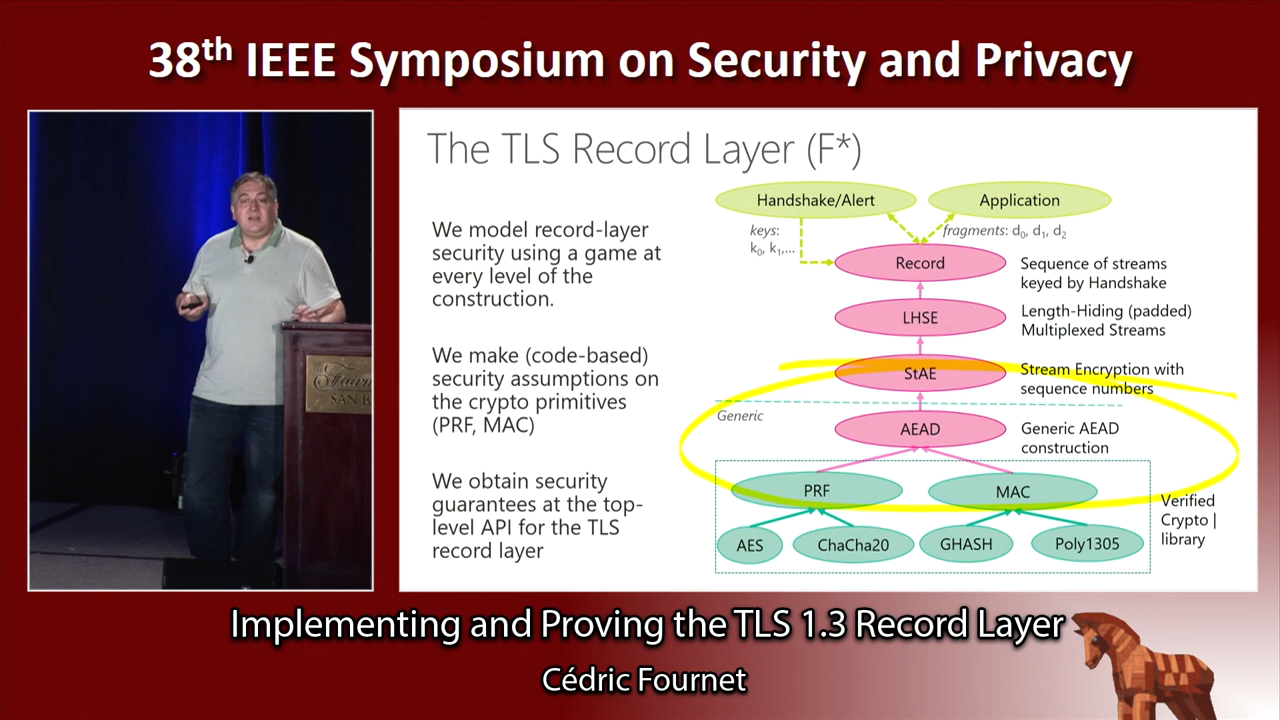 38th IEEE Symposium on Security and Privacy
The TLS Record Layer (F*)
We model record-layer
security using a game at
every level of the
construction.
We make (code-based)
security assumptions on
the crypto primitives
(PRF, MAC)
We obtain security
guarantees at the top-
level API for the TLS
record layer
Handshake/Alert
Application
keys:
k0, k1,...
fragments: d0, d1, d2
Record
Sequence of streams
keyed by Handshake
LHSE
Length-Hiding (padded)
Multiplexed Streams
StAE
Stream Encryption with
sequence numbers
Generic
AEAD
Generic AEAD
construction
PRF
MAC
Verified
Crypto |
library
AES
ChaCha20
GHASH
Poly1305
Implementing and Proving the TLS 1.3 Record Layer
Cédric Fournet